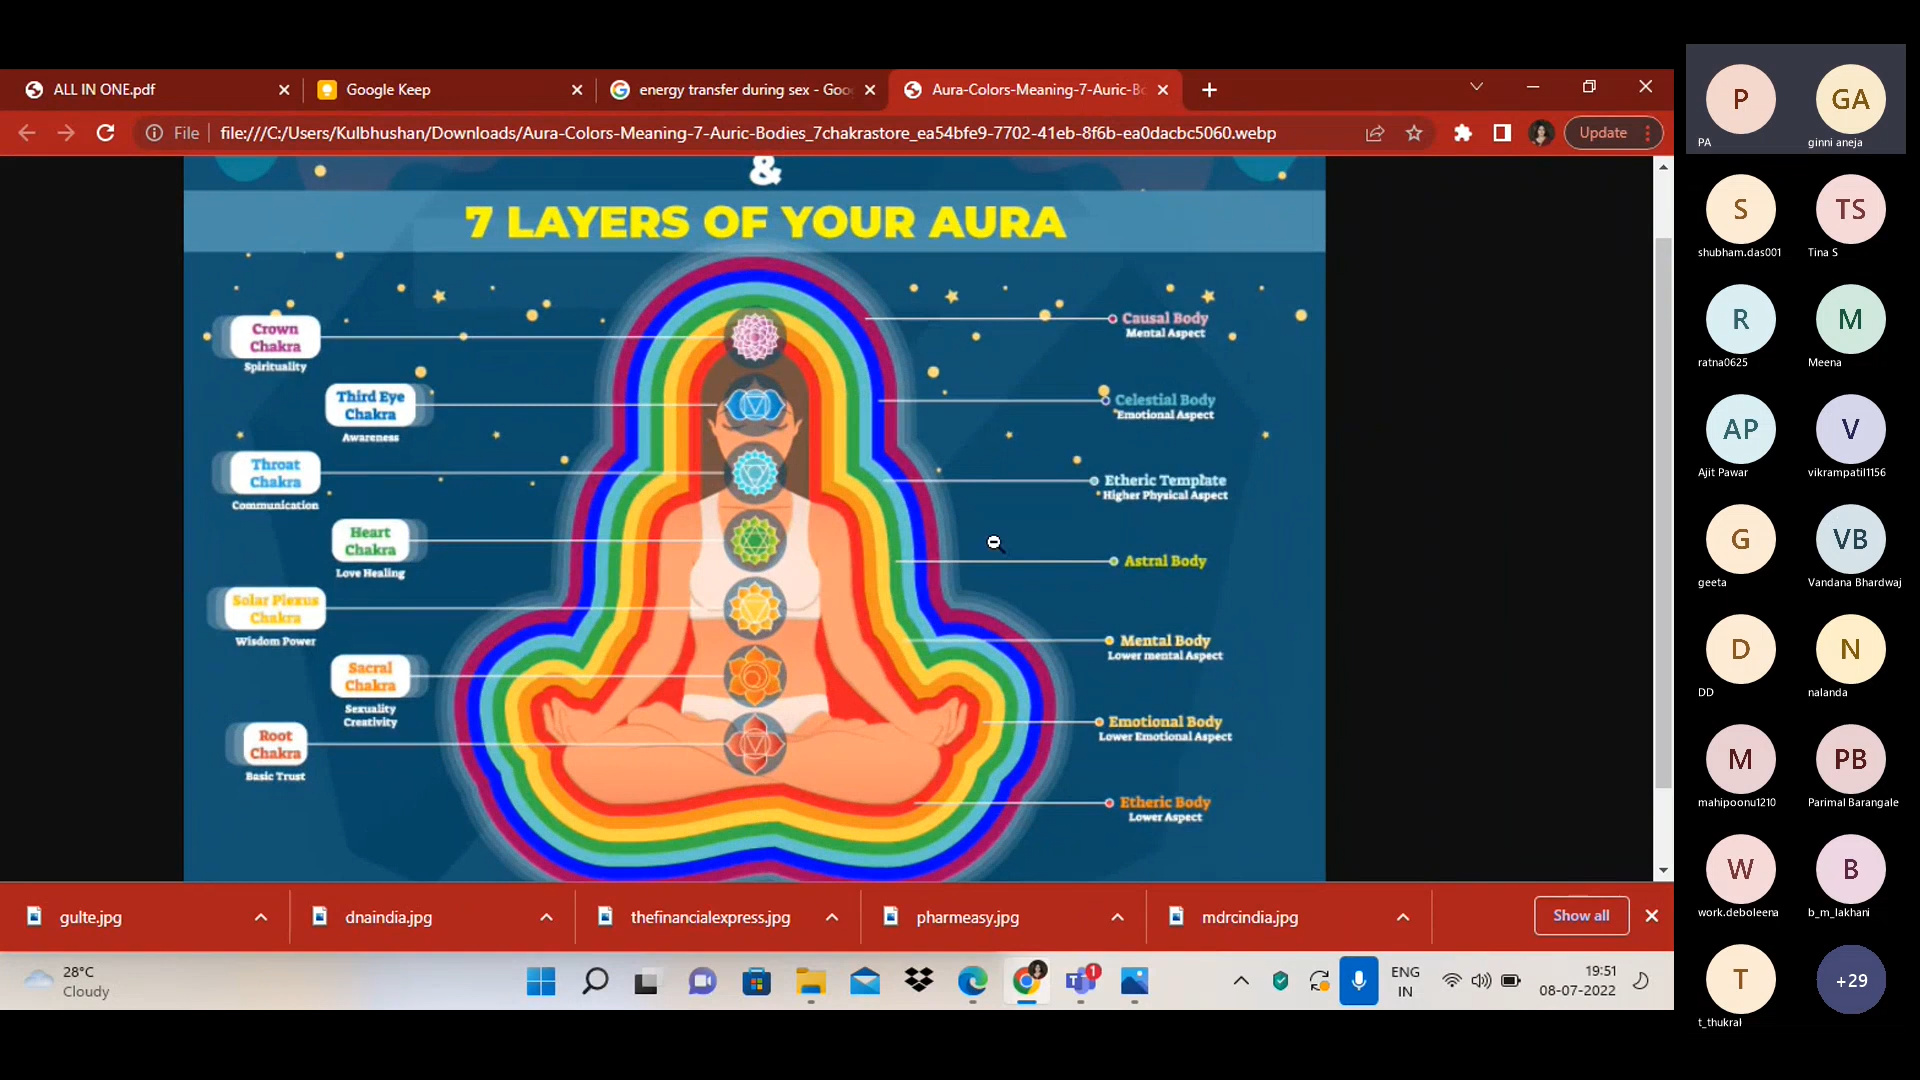 ALL IN ONE.pdf
Google Keep
energy transfer during sex - Goo
Aura-Colors-Meaning-7-Auric-Bo
File
file:///C:/Users/Kulbhushan/Downloads/Aura-Colors-Meaning-7-Auric-Bodies_7chakrastore_ea54bfe9-7702-41eb-8f6b-ea0dacbc5060.webp
Update
&
7 LAYERS OF YOUR AURA
Crown
Chakra
Spirituality
Third Eye
Chakra
Awareness
Throat
Chakra
Communication
Heart
Chakra
Love Healing
Solar Plexus
Chakra
Wisdom Power
Sacral
Chakra
Sexuality
Creativity
Root
Chakra
Basic Trust
Causal Body
Mental Aspect
Celestial Body
Emotional Aspect
Etheric Template
Higher Physical Aspect
Astral Body
Mental Body
Lower mental Aspect
Emotional Body
Lower Emotional Aspect
Etheric Body
Lower Aspect
gulte.jpg
dnaindia.jpg
thefinancialexpress.jpg
pharmeasy.jpg
mdrcindia.jpg
Show all
28°C
Cloudy
1
ENG
IN
19:51
08-07-2022
P
PA
GA
ginni aneja
S
shubham.das001
TS
Tina S
R
ratna0625
M
Meena
AP
Ajit Pawar
V
vikrampatil1156
G
geeta
VB
Vandana Bhardwaj
D
DD
N
nalanda
M
mahipoonu1210
PB
Parimal Barangale
W
work.deboleena
B
b_m_lakhani
T
t_thukral
+29